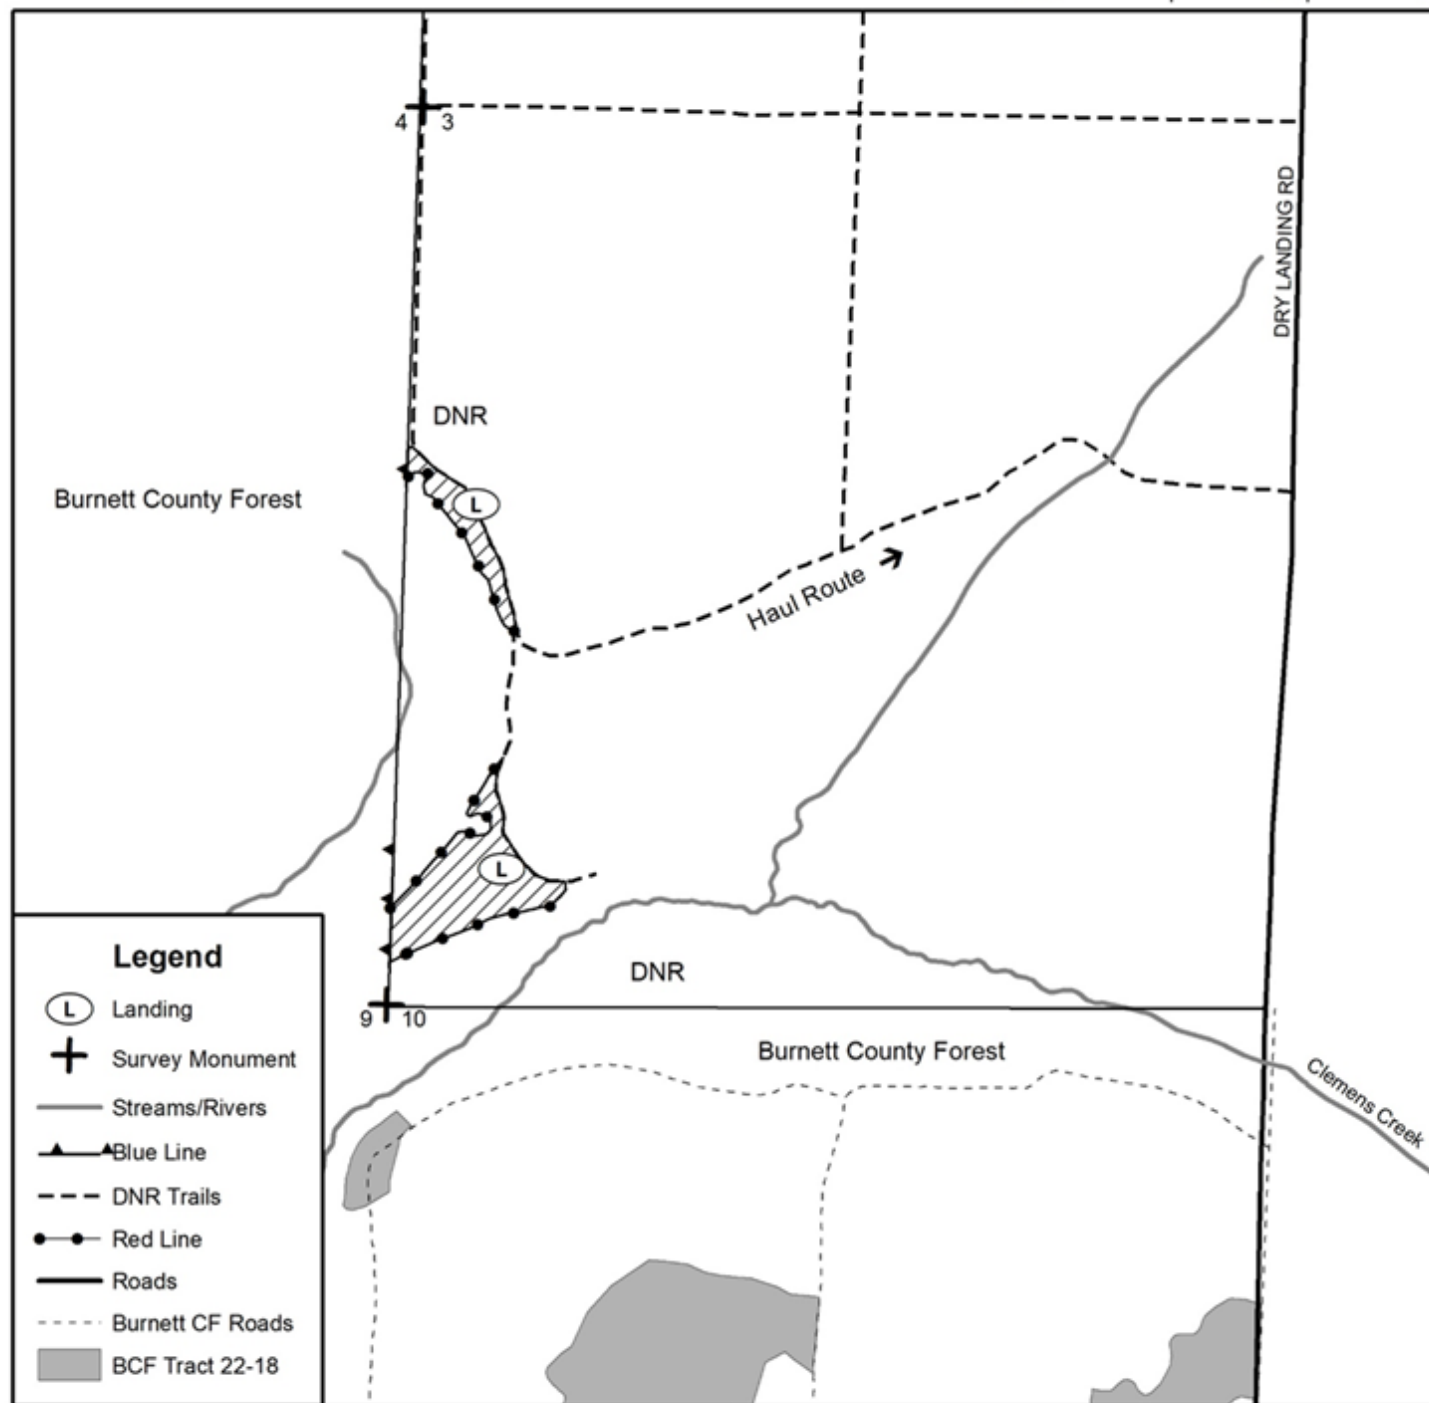 4 3
DRY LANDING RD
DNR
Burnett County Forest
L
Haul Route
L
DNR
9 10
Burnett County Forest
Clemens Creek
Legend
L Landing
Survey Monument
Streams/Rivers
Blue Line
DNR Trails
Red Line
Roads
Burnett CF Roads
BCF Tract 22-18